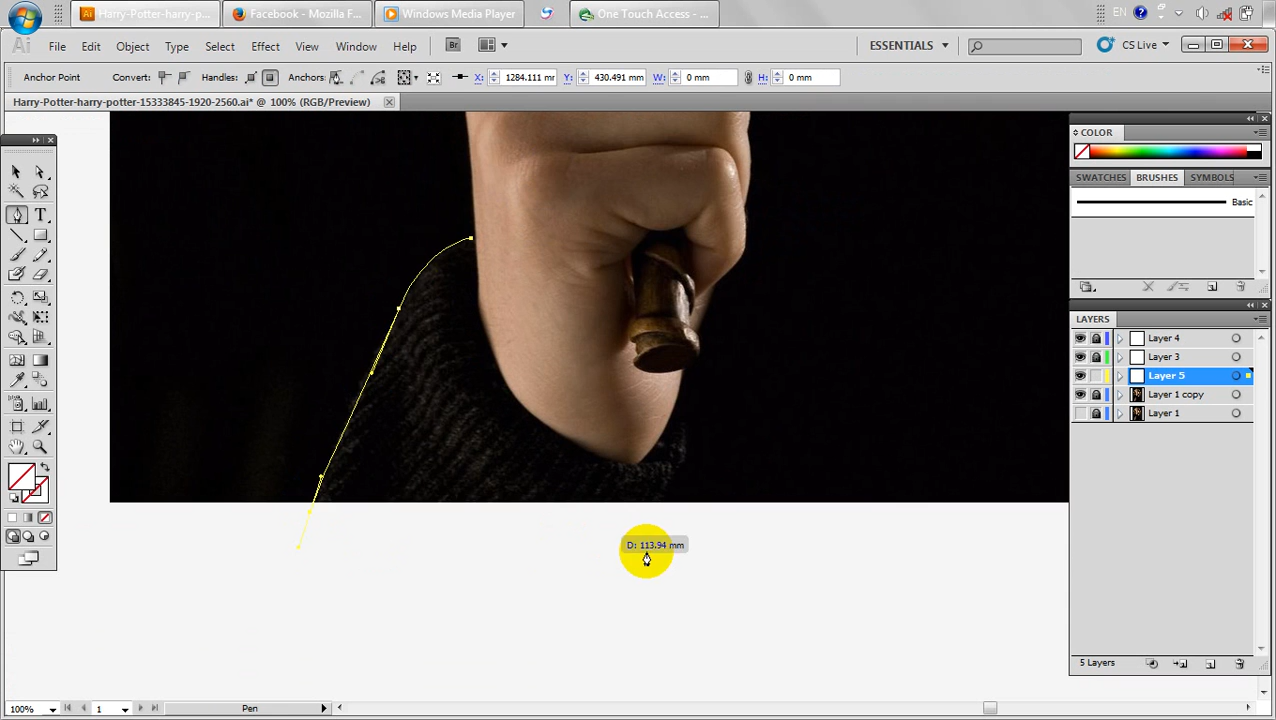 Harry-Potter-harry-p...
Facebook - Mozilla F...
Windows Media Player
One Touch Access - ...
EN
Ai
File
Edit
Object
Type
Select
Effect
View
Window
Help
Br
ESSENTIALS
CS Live
Anchor Point
Convert:
Handles:
Anchors:
X:
1284.111 mm
Y:
430.491 mm
W:
0 mm
H:
0 mm
Harry-Potter-harry-potter-15333845-1920-2560.ai* @ 100% (RGB/Preview)
COLOR
SWATCHES
BRUSHES
SYMBOLS
Basic
LAYERS
Layer 4
Layer 3
Layer 5
Layer 1 copy
Layer 1
D: 113.94 mm
5 Layers
100%
1
Pen